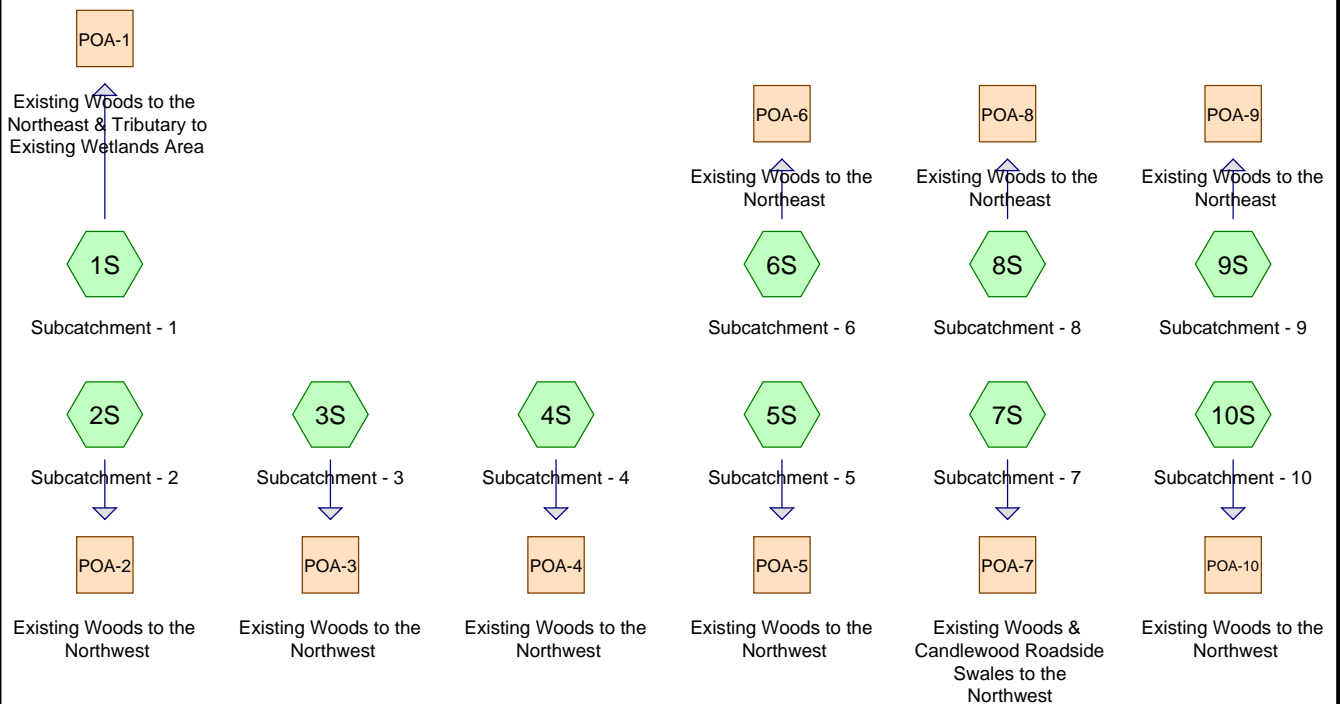 POA-1
Existing Woods to the
Northeast & Tributary to
Existing Wetlands Area
POA-6
Existing Woods to the
Northeast
POA-8
Existing Woods to the
Northeast
POA-9
Existing Woods to the
Northeast
1S
Subcatchment - 1
6S
Subcatchment - 6
8S
Subcatchment - 8
9S
Subcatchment - 9
2S
Subcatchment - 2
3S
Subcatchment - 3
4S
Subcatchment - 4
5S
Subcatchment - 5
7S
Subcatchment - 7
10S
Subcatchment - 10
POA-2
Existing Woods to the
Northwest
POA-3
Existing Woods to the
Northwest
POA-4
Existing Woods to the
Northwest
POA-5
Existing Woods to the
Northwest
POA-7
Existing Woods &
Candlewood Roadside
Swales to the
Northwest
POA-10
Existing Woods to the
Northwest